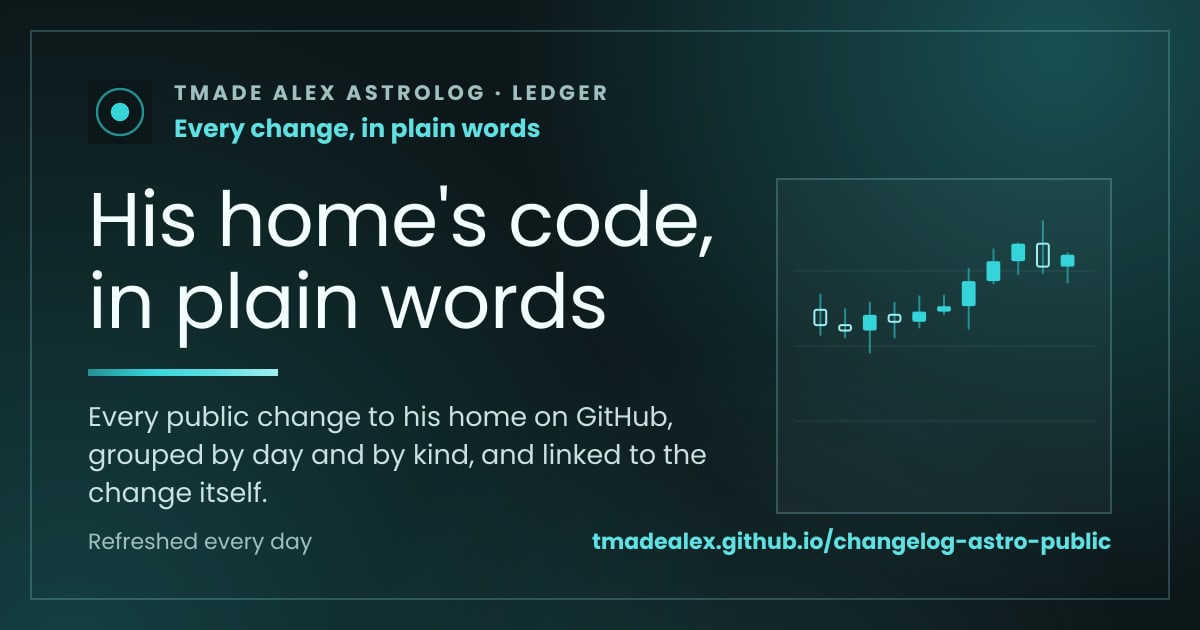 TMADE ALEX ASTROLOG · LEDGER
Every change, in plain words
His home's code,
in plain words
Every public change to his home on GitHub,
grouped by day and by kind, and linked to the
change itself.
Refreshed every day
tmadealex.github.io/changelog-astro-public